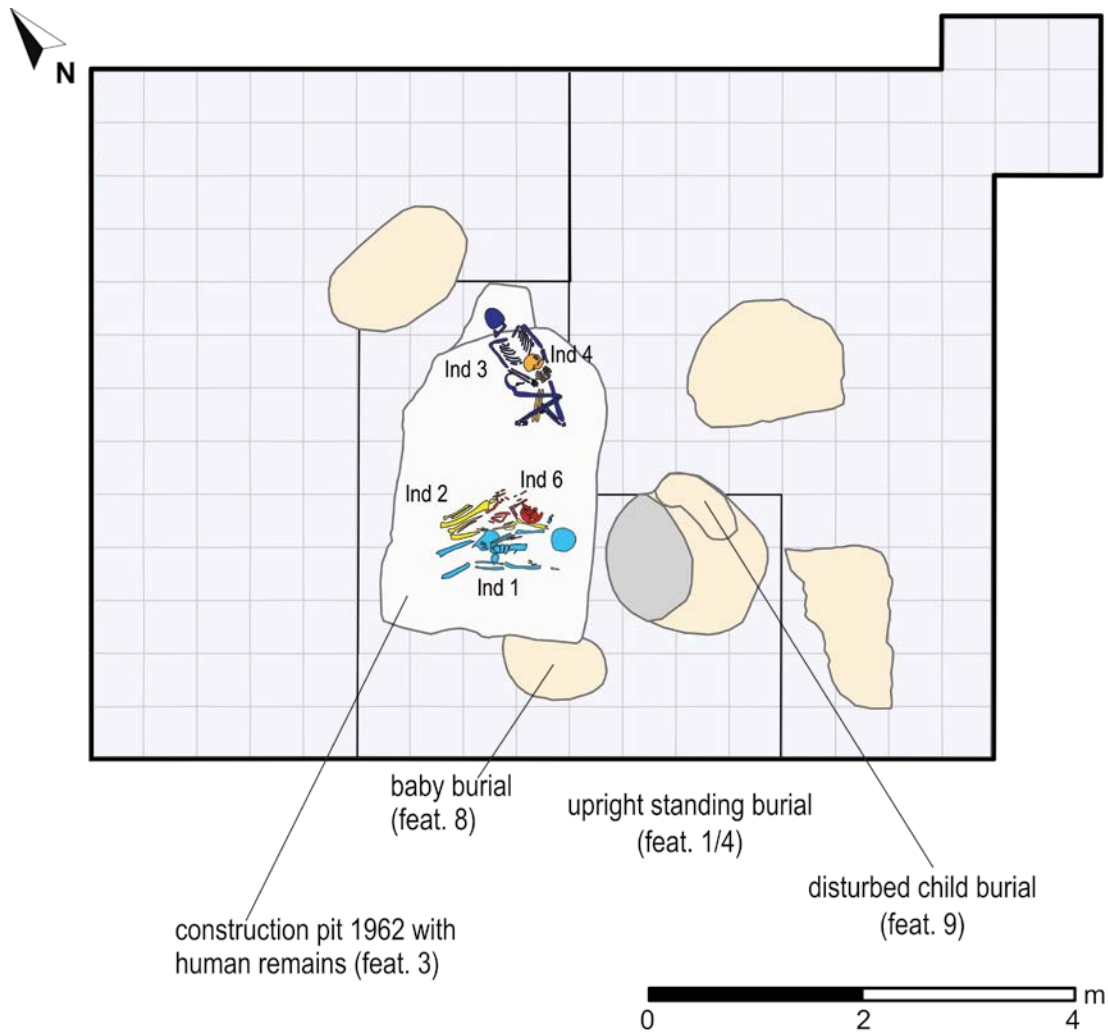 N
Ind 3
Ind 4
Ind 2
Ind 6
Ind 1
baby burial
(feat. 8)
upright standing burial
(feat. 1/4)
disturbed child burial
(feat. 9)
construction pit 1962 with
human remains (feat. 3)
m
0 2 4